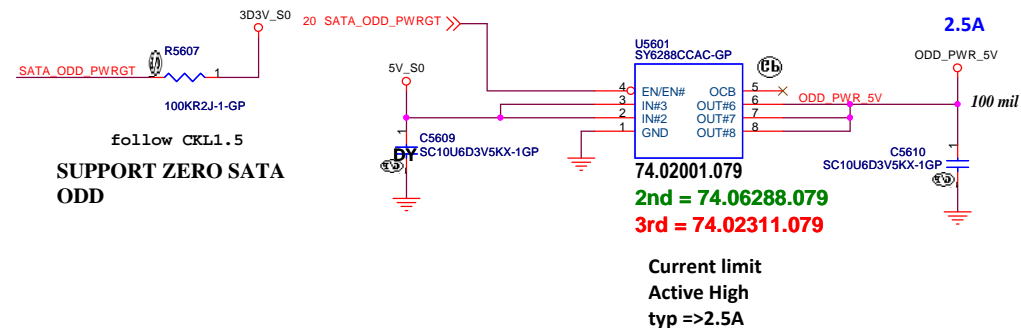 3D3V_S0
R5607
SATA_ODD_PWRGT
1
100KR2J-1-GP
follow CKL1.5
SUPPORT ZERO SATA
ODD
20 SATA_ODD_PWRGT
5V_S0
1
C5609
DY
SC10U6D3V5KX-1GP
U5601
SY6288CCAC-GP
4 EN/EN# OCB 5
3 IN#3 OUT#6 6
2 IN#2 OUT#7 7
1 GND OUT#8 8
ODD_PWR_5V
74.02001.079
2nd = 74.06288.079
3rd = 74.02311.079
Current limit
Active High
typ =>2.5A
2.5A
ODD_PWR_5V
100 mil
C5610
SC10U6D3V5KX-1GP
1